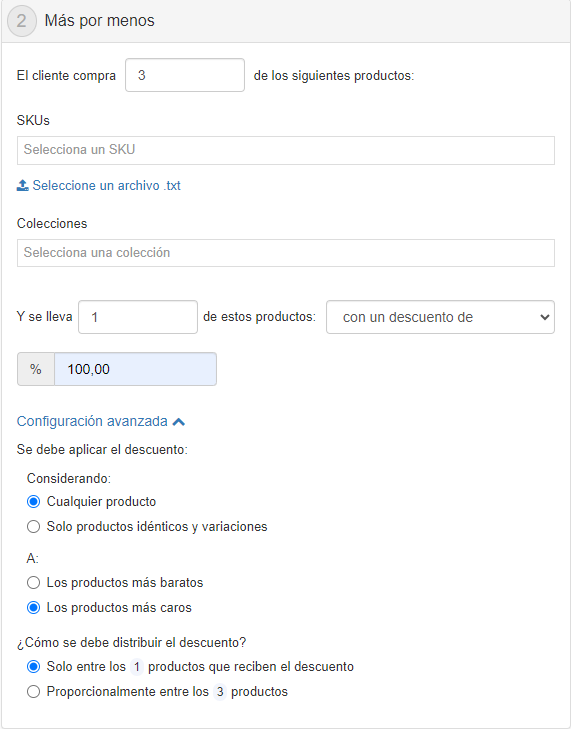 2 Más por menos
El cliente compra 3 de los siguientes productos:
SKUs
Selecciona un SKU
Seleccione un archivo .txt
Colecciones
Selecciona una colección
Y se lleva 1 de estos productos: con un descuento de
% 100,00
Configuración avanzada
Se debe aplicar el descuento:
Considerando:
Cualquier producto
Solo productos idénticos y variaciones
A:
Los productos más baratos
Los productos más caros
¿Cómo se debe distribuir el descuento?
Solo entre los 1 productos que reciben el descuento
Proporcionalmente entre los 3 productos